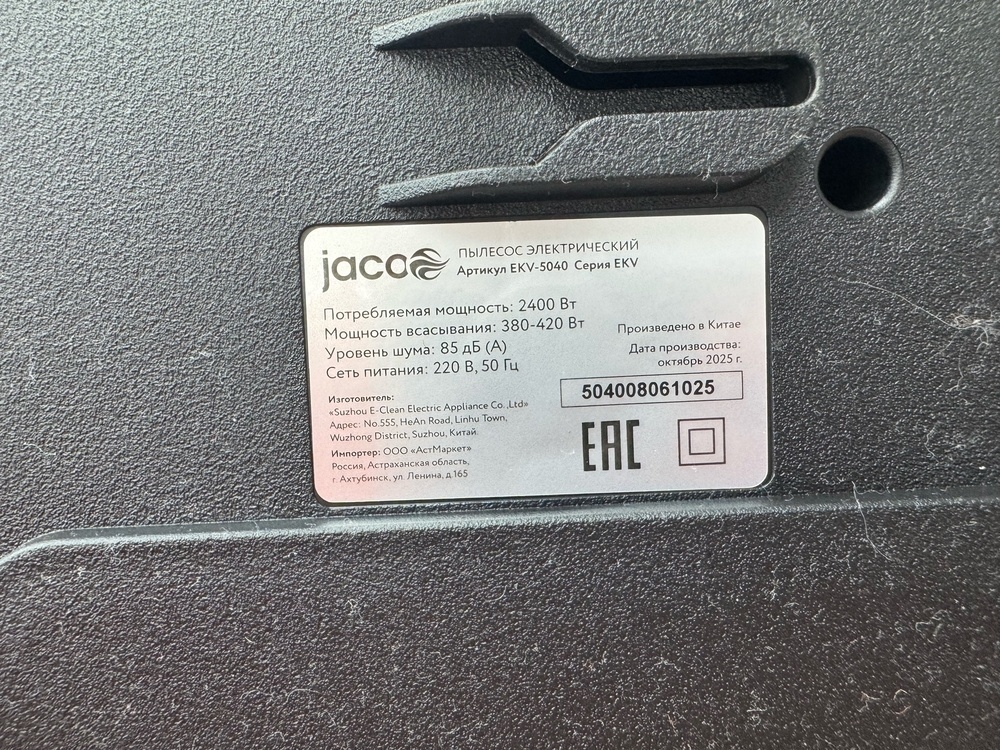 jacoo
ПЫЛЕСОС ЭЛЕКТРИЧЕСКИЙ
Артикул EKV-5040 Серия EKV
Потребляемая мощность: 2400 Вт
Мощность всасывания: 380-420 Вт
Уровень шума: 85 дБ (А)
Сеть питания: 220 В, 50 Гц
Произведено в Китае
Дата производства:
октябрь 2025 г.
504008061025
Изготовитель:
«Suzhou E-Clean Electric Appliance Co.,Ltd»
Адрес: No.555, HeAn Road, Linhu Town,
Wuzhong District, Suzhou, Китай.
Импортер: ООО «АстМаркет»
Россия, Астраханская область,
г. Ахтубинск, ул. Ленина, д.165
EAC